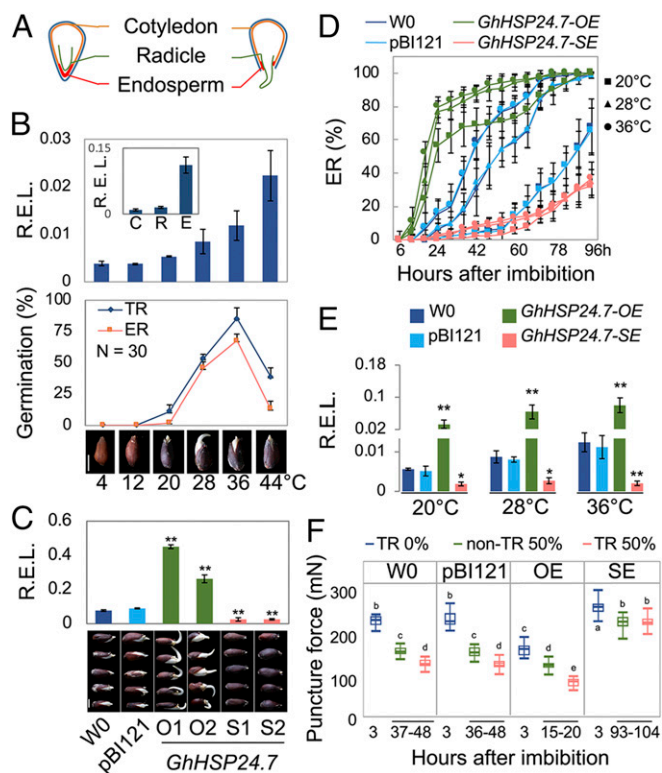 A
Cotyledon
Radicle
Endosperm
B
R.E.L.
0.03
0.02
0.01
0
R. E. L.
0.15
0
C R E
Germination (%)
100
75
50
25
0
TR
ER
N = 30
4 12 20 28 36 44°C
C
R.E.L.
0.6
0.4
0.2
0
**
**
** **
W0 pBI121 O1 O2 S1 S2
GhHSP24.7
D
W0 GhHSP24.7-OE
pBI121 GhHSP24.7-SE
20°C
28°C
36°C
ER (%)
100
80
60
40
20
0
6 24 42 60 78 96h
Hours after imbibition
E
W0 GhHSP24.7-OE
pBI121 GhHSP24.7-SE
R.E.L.
0.18
0.1
0.01
0
** ** **
* * **
20°C 28°C 36°C
F
TR 0% non-TR 50% TR 50%
W0 pBI121 OE SE
Puncture force (mN)
300
200
100
0
b c d
b c d
c d e
a b b
3 37-48 3 36-48 3 15-20 3 93-104
Hours after imbibition